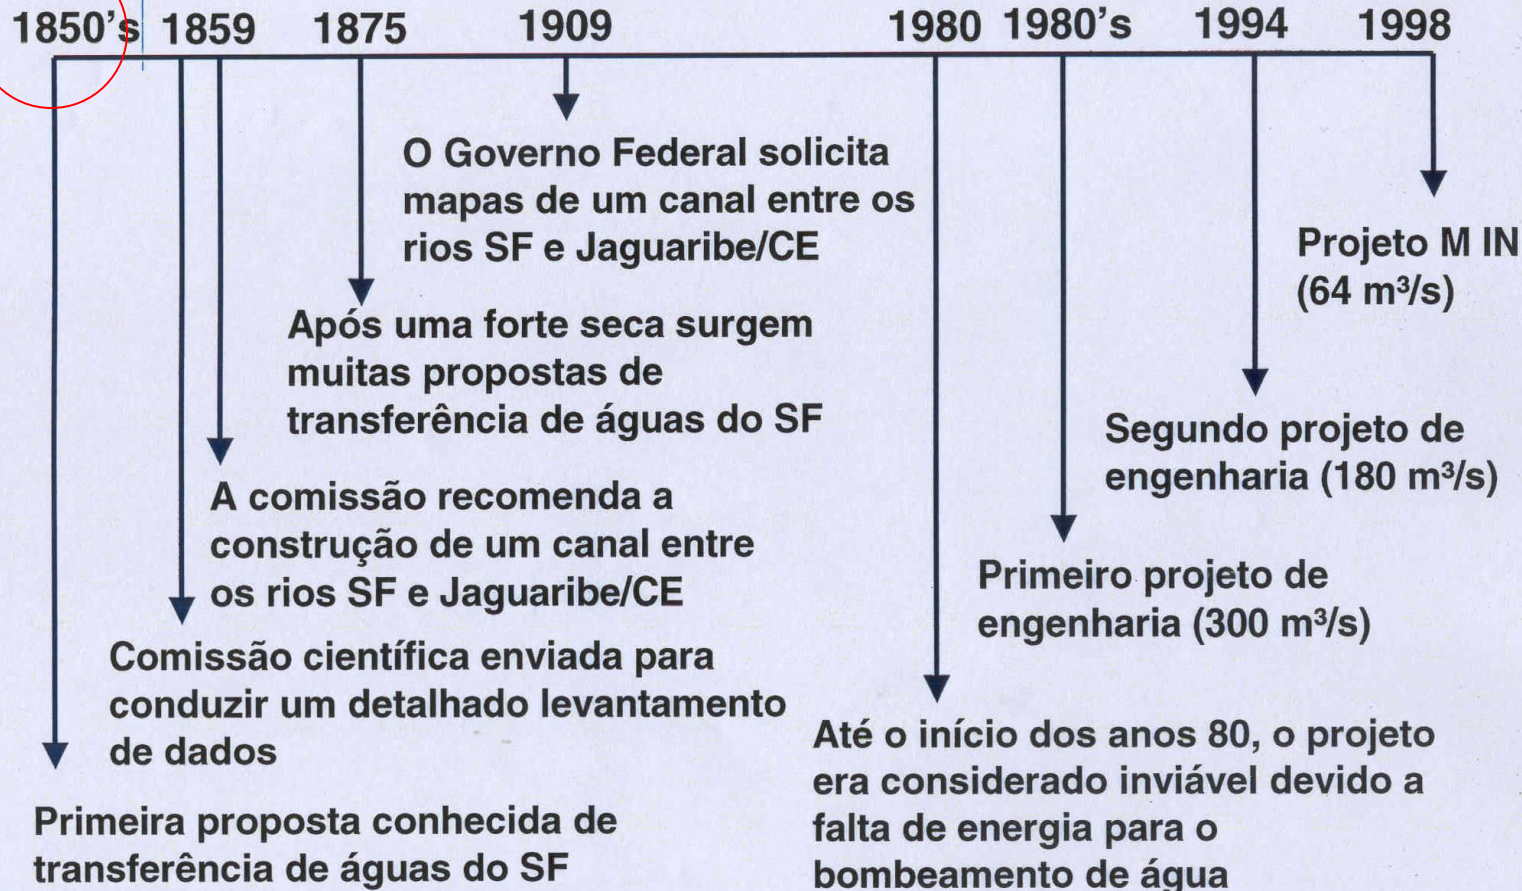 1850's 1859 1875 1909 1980 1980's 1994 1998
O Governo Federal solicita
mapas de um canal entre os
rios SF e Jaguaribe/CE
Após uma forte seca surgem
muitas propostas de
transferência de águas do SF
A comissão recomenda a
construção de um canal entre
os rios SF e Jaguaribe/CE
Comissão científica enviada para
conduzir um detalhado levantamento
de dados
Primeira proposta conhecida de
transferência de águas do SF
Projeto M IN
(64 m³/s)
Segundo projeto de
engenharia (180 m³/s)
Primeiro projeto de
engenharia (300 m³/s)
Até o início dos anos 80, o projeto
era considerado inviável devido a
falta de energia para o
bombeamento de água